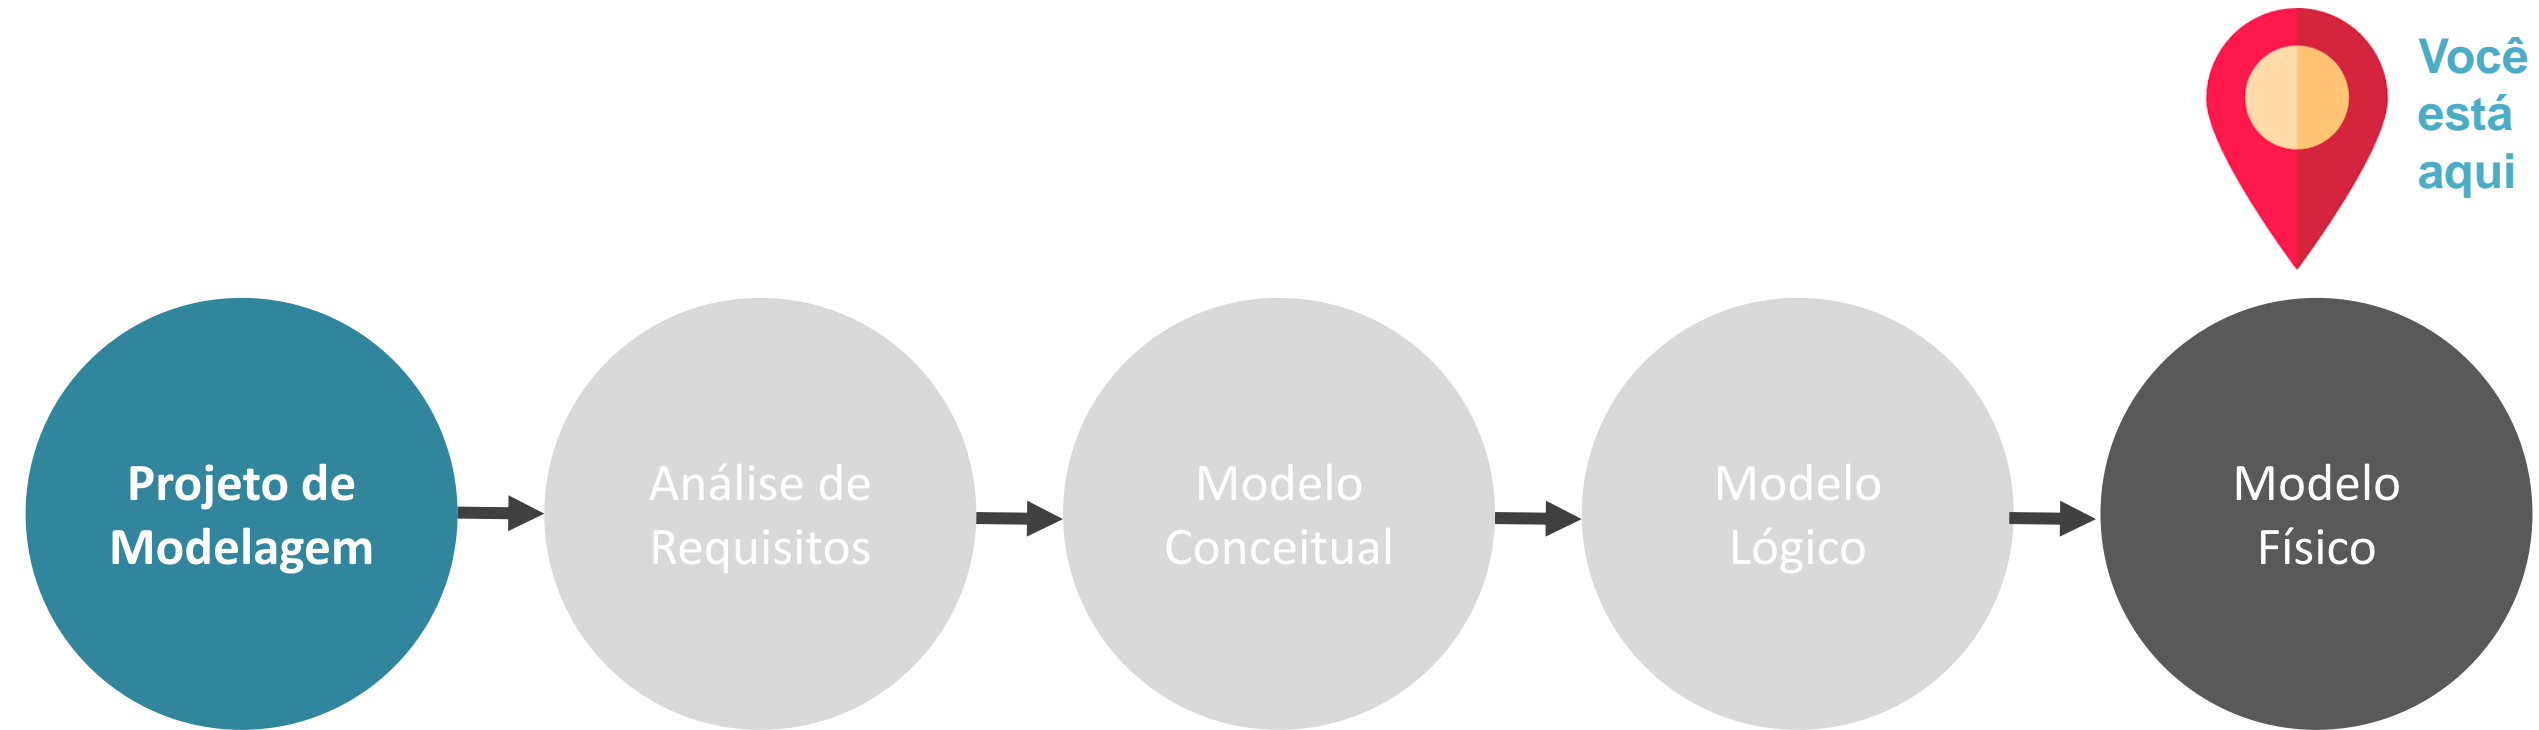 Você
está
aqui
Projeto de
Modelagem
Análise de
Requisitos
Modelo
Conceitual
Modelo
Lógico
Modelo
Físico